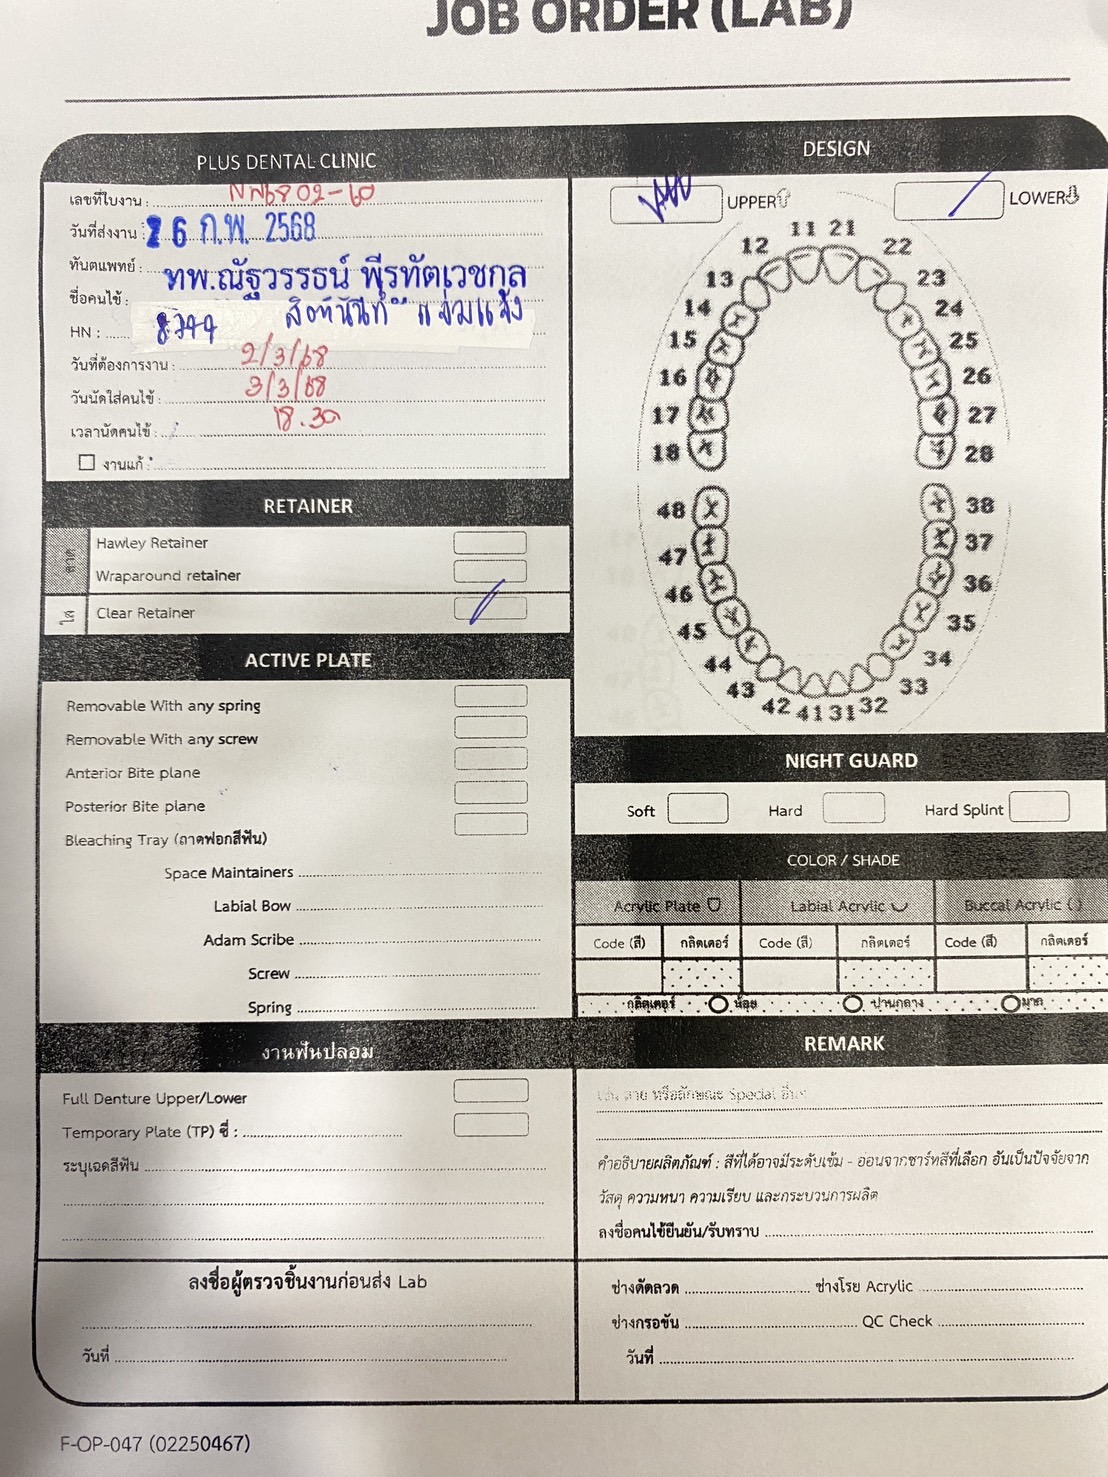 JOB ORDER (LAB)
PLUS DENTAL CLINIC
เลขที่ใบงาน :
วันที่ส่งงาน : 26 ก.พ. 2568
ทันตแพทย์ : ทพ.ณัฐวรรธน์ พีรทัตเวชกูล
ชื่อคนไข้ :
HN :
วันที่ต้องการงาน : 2/3/68
วันนัดใส่คนไข้ : 3/3/68
เวลานัดคนไข้ : 18.30
งานแก้ :
RETAINER
ลวด
Hawley Retainer
Wraparound retainer
ใส
Clear Retainer
ACTIVE PLATE
Removable With any spring
Removable With any screw
Anterior Bite plane
Posterior Bite plane
Bleaching Tray (ถาดฟอกสีฟัน)
Space Maintainers
Labial Bow
Adam Scribe
Screw
Spring
งานฟันปลอม
Full Denture Upper/Lower
Temporary Plate (TP) ซี่ :
ระบุเฉดสีฟัน
ลงชื่อผู้ตรวจชิ้นงานก่อนส่ง Lab
วันที่
DESIGN
UPPER LOWER
11 21
12 22
13 23
14 24
15 25
16 26
17 27
18 28
48 38
47 37
46 36
45 35
44 34
43 33
42 41 31 32
NIGHT GUARD
Soft Hard Hard Splint
COLOR / SHADE
Acrylic Plate Labial Acrylic Buccal Acrylic
Code (สี) กลิตเตอร์ Code (สี) กลิตเตอร์ Code (สี) กลิตเตอร์
กลิตเตอร์ น้อย ปานกลาง มาก
REMARK
เช่น ลาย หรือลักษณะ Special อื่นๆ
คำอธิบายผลิตภัณฑ์ : สีที่ได้อาจมีระดับเข้ม - อ่อนจากชาร์ทสีที่เลือก อันเป็นปัจจัยจาก
วัสดุ ความหนา ความเรียบ และกระบวนการผลิต
ลงชื่อคนไข้ยืนยัน/รับทราบ
ช่างดัดลวด ช่างโรย Acrylic
ช่างกรอขัน QC Check
วันที่
F-OP-047 (02250467)